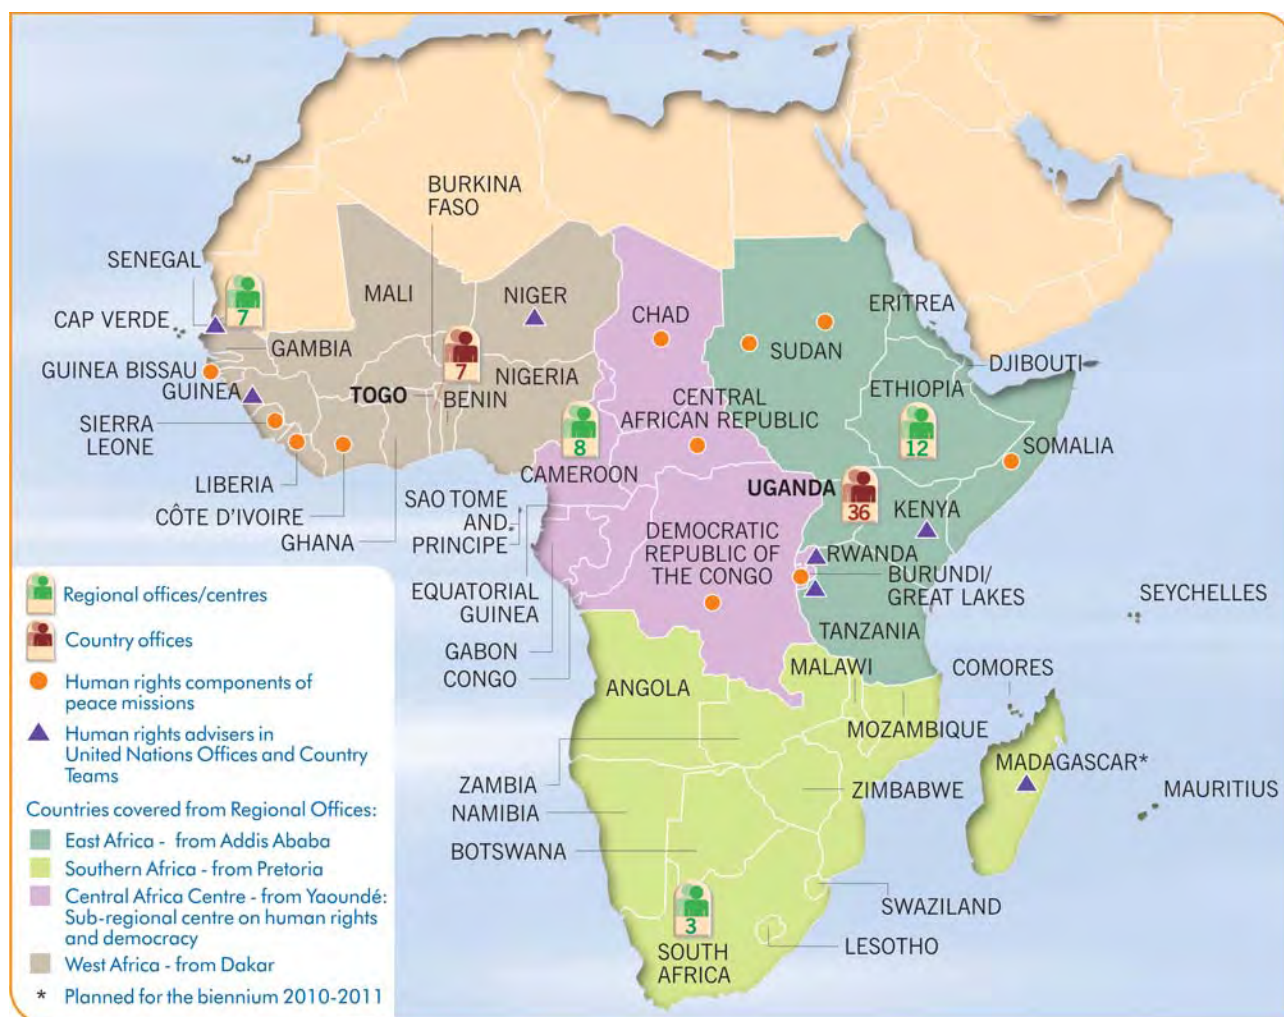 BURKINA
FASO
SENEGAL
MALI
NIGER
CHAD
ERITREA
7
CAP VERDE
SUDAN
GAMBIA
DJIBOUTI
GUINEA BISSAU
7
NIGERIA
ETHIOPIA
GUINEA
TOGO
BENIN
CENTRAL
AFRICAN REPUBLIC
SIERRA
LEONE
8
12
SOMALIA
CAMEROON
LIBERIA
UGANDA
SAO TOME
AND
PRINCIPE
36
KENYA
CÔTE D'IVOIRE
DEMOCRATIC
REPUBLIC OF
THE CONGO
GHANA
RWANDA
BURUNDI/
GREAT LAKES
EQUATORIAL
GUINEA
SEYCHELLES
TANZANIA
GABON
CONGO
MALAWI
COMORES
ANGOLA
MOZAMBIQUE
MADAGASCAR*
ZAMBIA
ZIMBABWE
MAURITIUS
NAMIBIA
BOTSWANA
SWAZILAND
3
LESOTHO
SOUTH
AFRICA
Regional offices/centres
Country offices
Human rights components of
peace missions
Human rights advisers in
United Nations Offices and Country
Teams
Countries covered from Regional Offices:
East Africa - from Addis Ababa
Southern Africa - from Pretoria
Central Africa Centre - from Yaoundé:
Sub-regional centre on human rights
and democracy
West Africa - from Dakar
* Planned for the biennium 2010-2011